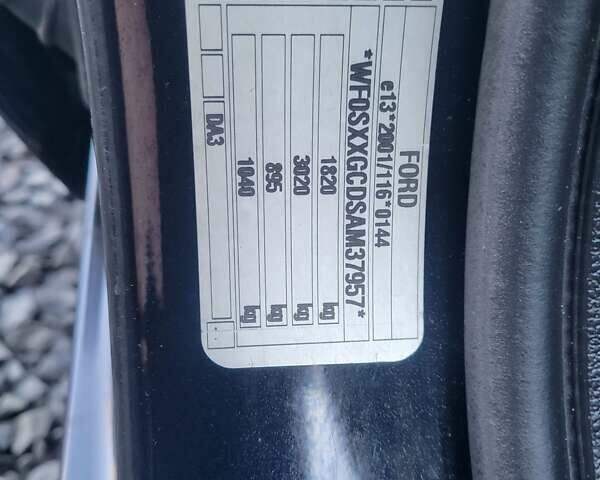 FORD
e13*2001/116*0144
*WF0SXXGCDSAM37957*
1820 kg
3020 kg
895 kg
1040 kg
DA3